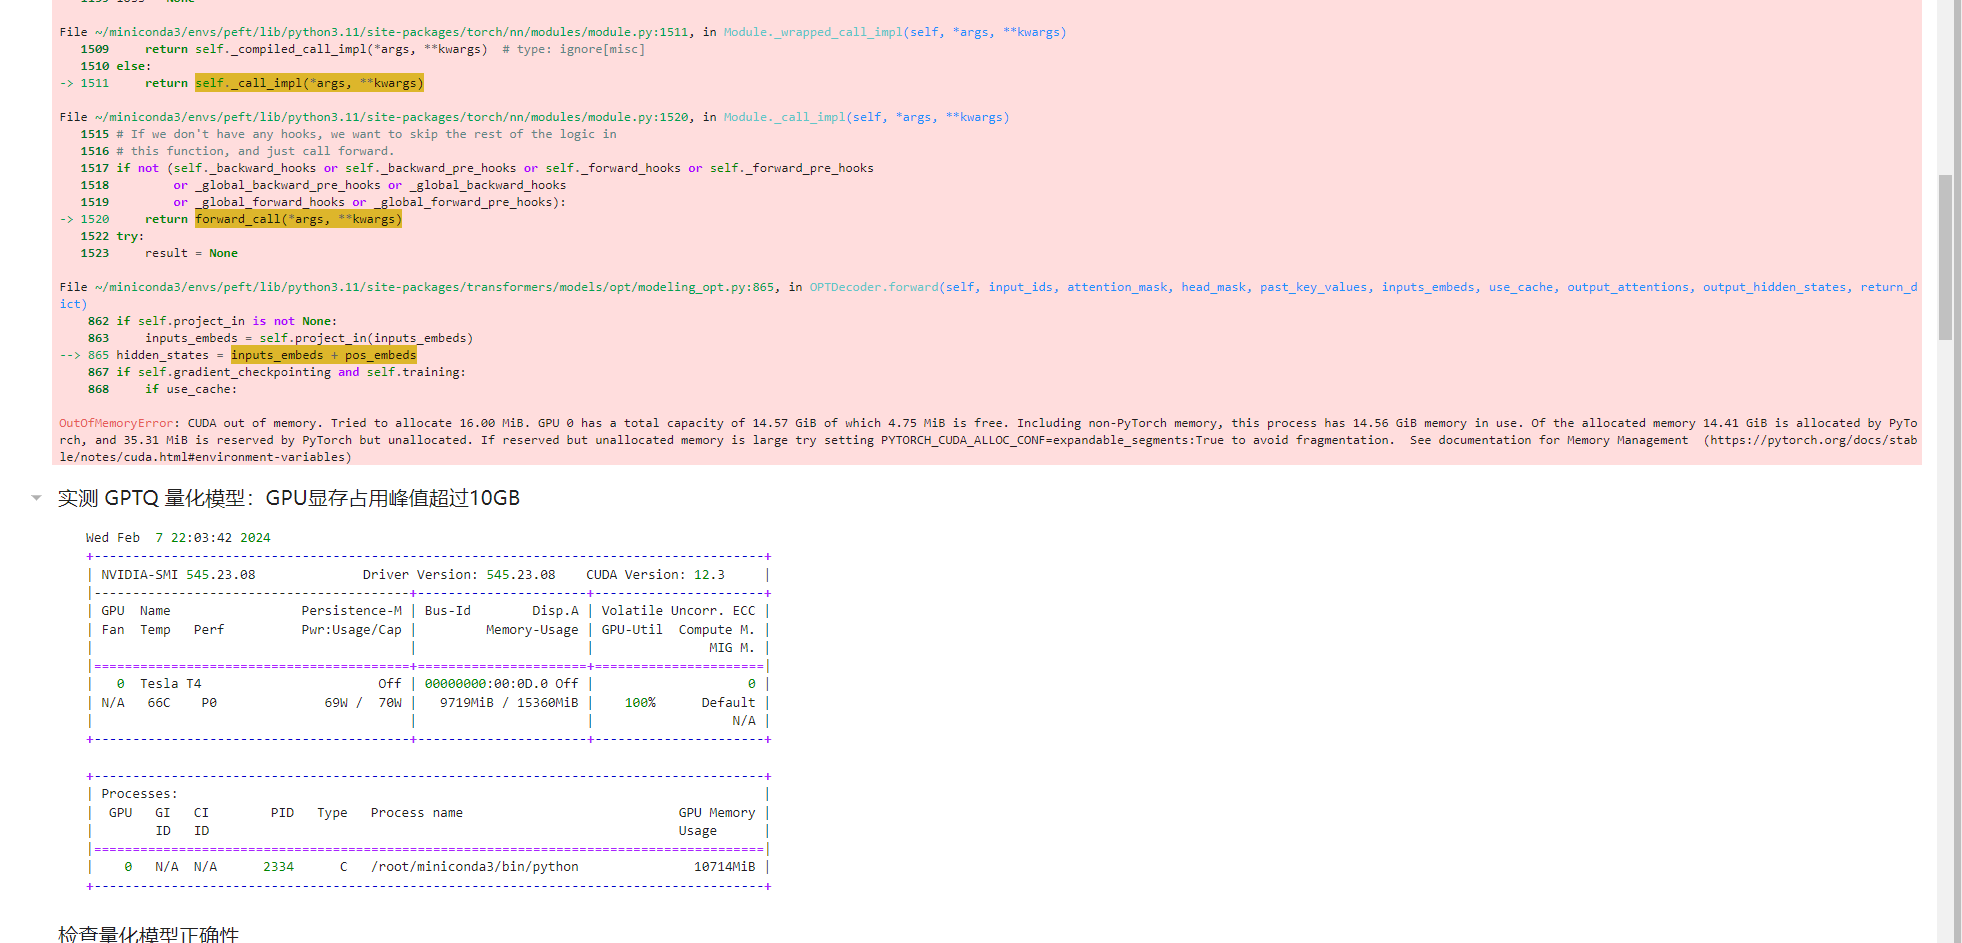 1195 loss = None
File ~/miniconda3/envs/peft/lib/python3.11/site-packages/torch/nn/modules/module.py:1511, in Module._wrapped_call_impl(self, *args, **kwargs)
1509     return self._compiled_call_impl(*args, **kwargs)  # type: ignore[misc]
1510 else:
-> 1511     return self._call_impl(*args, **kwargs)
File ~/miniconda3/envs/peft/lib/python3.11/site-packages/torch/nn/modules/module.py:1520, in Module._call_impl(self, *args, **kwargs)
1515 # If we don't have any hooks, we want to skip the rest of the logic in
1516 # this function, and just call forward.
1517 if not (self._backward_hooks or self._backward_pre_hooks or self._forward_hooks or self._forward_pre_hooks
1518         or _global_backward_pre_hooks or _global_backward_hooks
1519         or _global_forward_hooks or _global_forward_pre_hooks):
-> 1520     return forward_call(*args, **kwargs)
1522 try:
1523     result = None
File ~/miniconda3/envs/peft/lib/python3.11/site-packages/transformers/models/opt/modeling_opt.py:865, in OPTDecoder.forward(self, input_ids, attention_mask, head_mask, past_key_values, inputs_embeds, use_cache, output_attentions, output_hidden_states, return_d
ict)
862 if self.project_in is not None:
863     inputs_embeds = self.project_in(inputs_embeds)
--> 865 hidden_states = inputs_embeds + pos_embeds
867 if self.gradient_checkpointing and self.training:
868     if use_cache:
OutOfMemoryError: CUDA out of memory. Tried to allocate 16.00 MiB. GPU 0 has a total capacity of 14.57 GiB of which 4.75 MiB is free. Including non-PyTorch memory, this process has 14.56 GiB memory in use. Of the allocated memory 14.41 GiB is allocated by PyTo
rch, and 35.31 MiB is reserved by PyTorch but unallocated. If reserved but unallocated memory is large try setting PYTORCH_CUDA_ALLOC_CONF=expandable_segments:True to avoid fragmentation.  See documentation for Memory Management  (https://pytorch.org/docs/stab
le/notes/cuda.html#environment-variables)
实测 GPTQ 量化模型：GPU显存占用峰值超过10GB
Wed Feb  7 22:03:42 2024
+---------------------------------------------------------------------------------------+
| NVIDIA-SMI 545.23.08              Driver Version: 545.23.08    CUDA Version: 12.3     |
|-----------------------------------------+----------------------+----------------------+
| GPU  Name                 Persistence-M | Bus-Id        Disp.A | Volatile Uncorr. ECC |
| Fan  Temp   Perf          Pwr:Usage/Cap |         Memory-Usage | GPU-Util  Compute M. |
|                                         |                      |               MIG M. |
|=========================================+======================+======================|
|   0  Tesla T4                       Off | 00000000:00:0D.0 Off |                    0 |
| N/A   66C    P0              69W /  70W |   9719MiB / 15360MiB |    100%      Default |
|                                         |                      |                  N/A |
+-----------------------------------------+----------------------+----------------------+
+---------------------------------------------------------------------------------------+
| Processes:                                                                            |
|  GPU   GI   CI        PID   Type   Process name                            GPU Memory |
|        ID   ID                                                             Usage      |
|=======================================================================================|
|    0   N/A  N/A      2334      C   /root/miniconda3/bin/python               10714MiB |
+---------------------------------------------------------------------------------------+
检查量化模型正确性